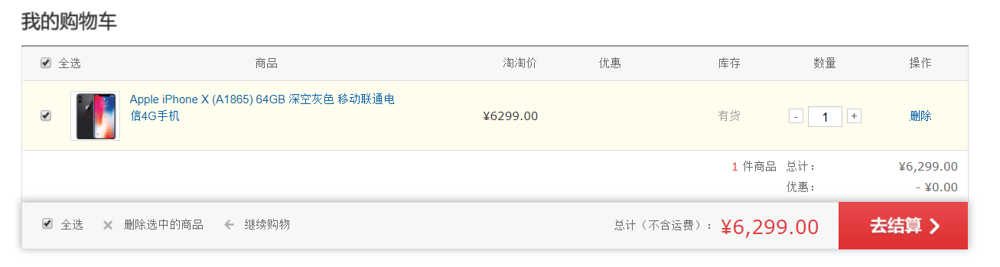 我的购物车
全选 商品 淘淘价 优惠 库存 数量 操作
Apple iPhone X (A1865) 64GB 深空灰色 移动联通电
信4G手机
¥6299.00 有货 - 1 + 删除
1 件商品 总计： ¥6,299.00
优惠： - ¥0.00
全选 删除选中的商品 继续购物 总计（不含运费）： ¥6,299.00 去结算